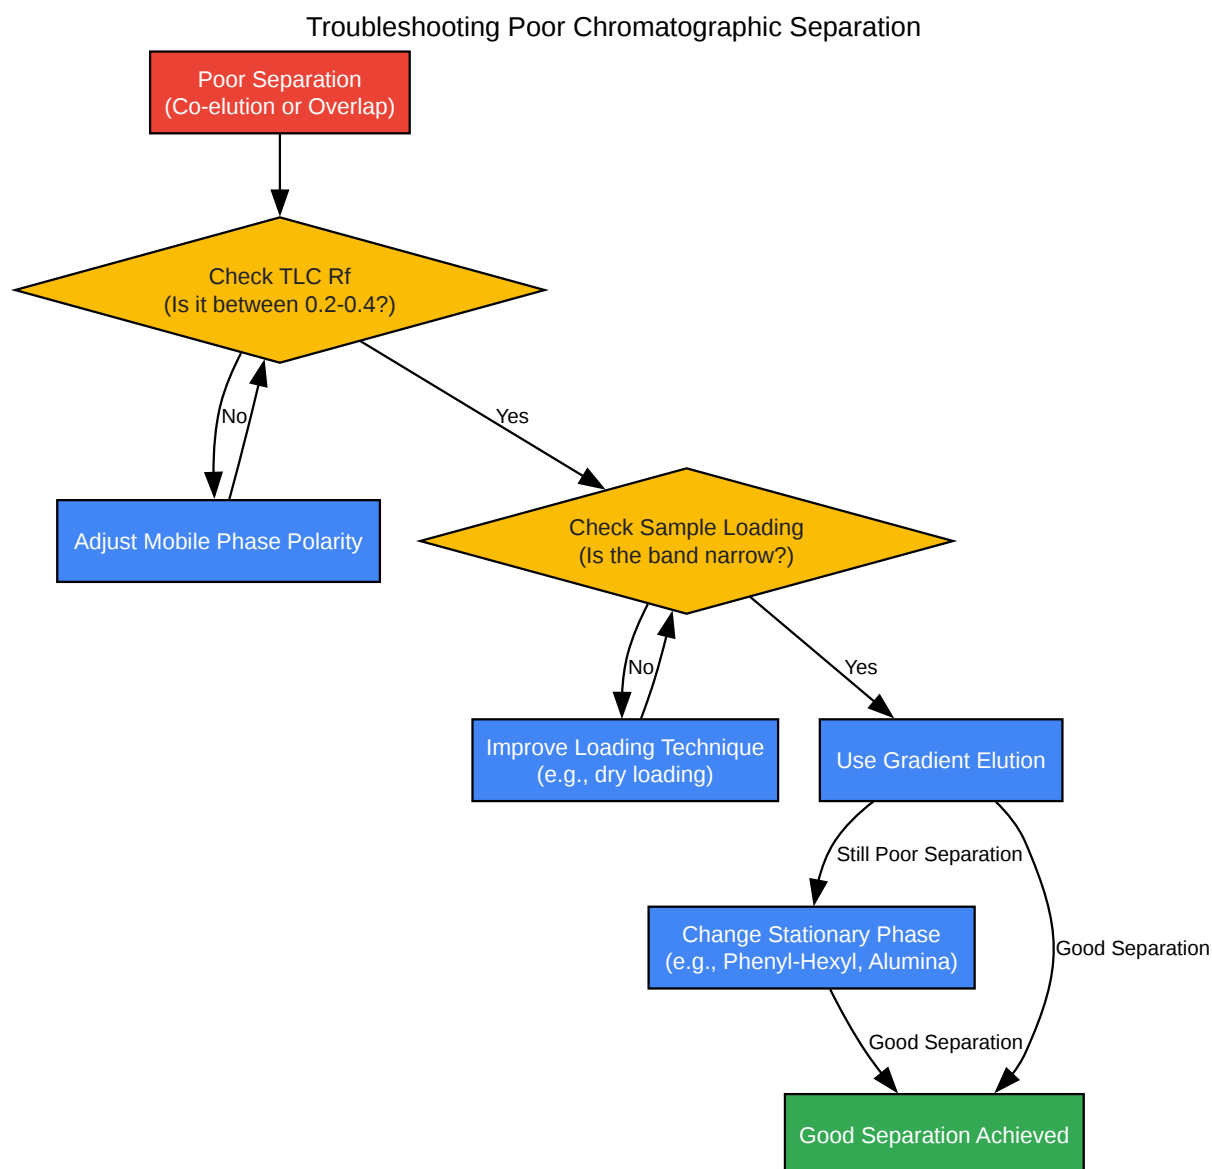 Troubleshooting Poor Chromatographic Separation
Poor Separation
(Co-elution or Overlap)
Check TLC Rf
(Is it between 0.2-0.4?)
No
Yes
Adjust Mobile Phase Polarity
Check Sample Loading
(Is the band narrow?)
No
Yes
Improve Loading Technique
(e.g., dry loading)
Use Gradient Elution
Still Poor Separation
Change Stationary Phase
(e.g., Phenyl-Hexyl, Alumina)
Good Separation
Good Separation
Good Separation Achieved